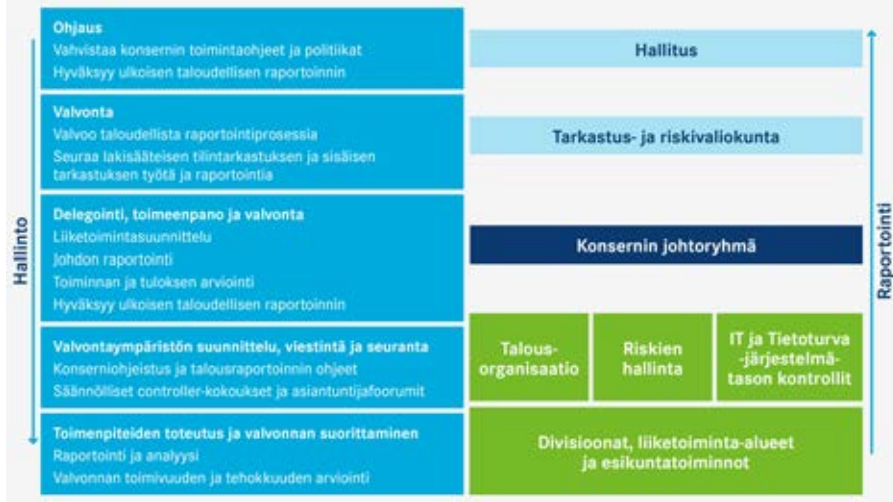 Hallinto
Ohjaus
Vahvistaa konsernin toimintaohjeet ja politiikat
Hyväksyy ulkoisen taloudellisen raportoinnin
Hallitus
Valvonta
Valvoo taloudellista raportointiprosessia
Seuraa lakisääteisen tilintarkastuksen ja sisäisen
tarkastuksen työtä ja raportointia
Tarkastus- ja riskivaliokunta
Delegointi, toimeenpano ja valvonta
Liiketoimintasuunnittelu
Johdon raportointi
Toiminnan ja tuloksen arviointi
Hyväksyy ulkoisen taloudellisen raportoinnin
Konsernin johtoryhmä
Valvontaympäristön suunnittelu, viestintä ja seuranta
Konserniohjeistus ja talousraportoinnin ohjeet
Säännölliset controller-kokoukset ja asiantuntijafoorumit
Talous-
organisaatio
Riskien
hallinta
IT ja Tietoturva
-järjestelmä-
tason kontrollit
Toimenpiteiden toteutus ja valvonnan suorittaminen
Raportointi ja analyysi
Valvonnan toimivuuden ja tehokkuuden arviointi
Divisioonat, liiketoiminta-alueet
ja esikuntatoiminnot
Raportointi